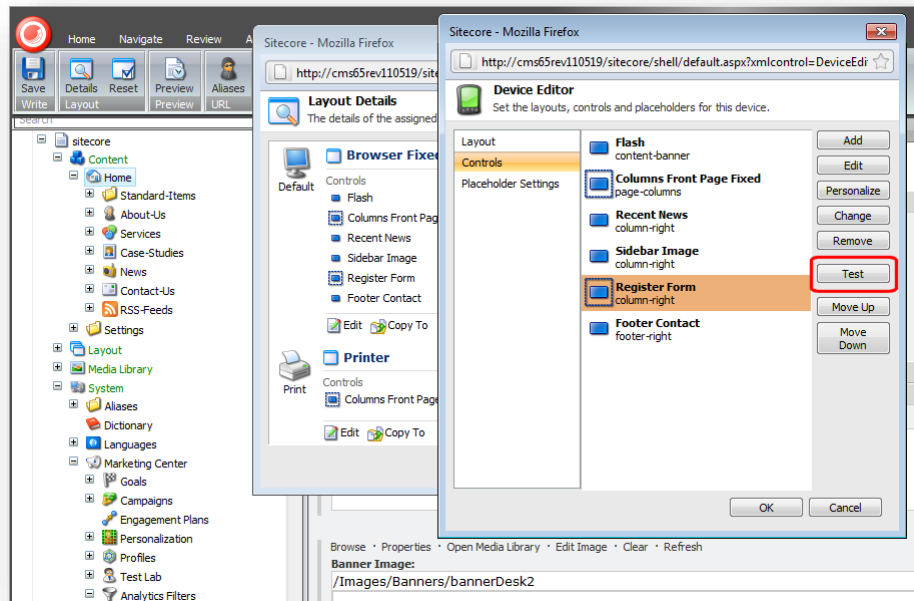 Home Navigate Review A
Save
Write
Details Reset
Layout
Preview
Preview
Aliases
URL
Search
sitecore
Content
Home
Standard-Items
About-Us
Services
Case-Studies
News
Contact-Us
RSS-Feeds
Settings
Layout
Media Library
System
Aliases
Dictionary
Languages
Marketing Center
Goals
Campaigns
Engagement Plans
Personalization
Profiles
Test Lab
Analytics Filters
Sitecore - Mozilla Firefox
http://cms65rev110519/site
Layout Details
The details of the assigned
Default
Browser Fixe
Controls
Flash
Columns Front Pag
Recent News
Sidebar Image
Register Form
Footer Contact
Edit Copy To
Print
Printer
Controls
Columns Front Page
Edit Copy To
Sitecore - Mozilla Firefox
http://cms65rev110519/sitecore/shell/default.aspx?xmlcontrol=DeviceEdi
Device Editor
Set the layouts, controls and placeholders for this device.
Layout
Controls
Placeholder Settings
Flash
content-banner
Columns Front Page Fixed
page-columns
Recent News
column-right
Sidebar Image
column-right
Register Form
column-right
Footer Contact
footer-right
Add
Edit
Personalize
Change
Remove
Test
Move Up
Move
Down
OK Cancel
Browse · Properties · Open Media Library · Edit Image · Clear · Refresh
Banner Image:
/Images/Banners/bannerDesk2